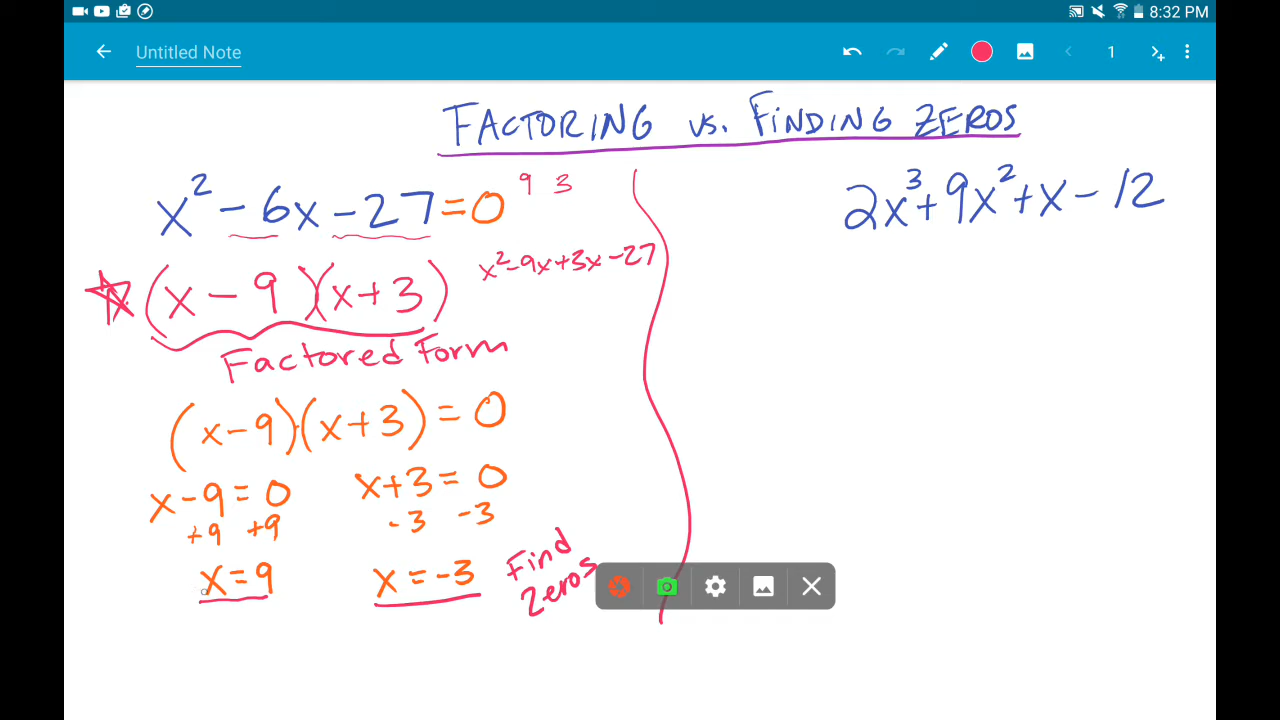 8:32 PM
Untitled Note
1
FACTORING vs. FINDING ZEROS
x² - 6x - 27 = 0
9 3
x² - 9x + 3x - 27
(x - 9)(x + 3)
Factored Form
(x - 9)·(x + 3) = 0
x - 9 = 0
+9 +9
x = 9
x + 3 = 0
-3 -3
x = -3
Find
Zeros
2x³ + 9x² + x - 12